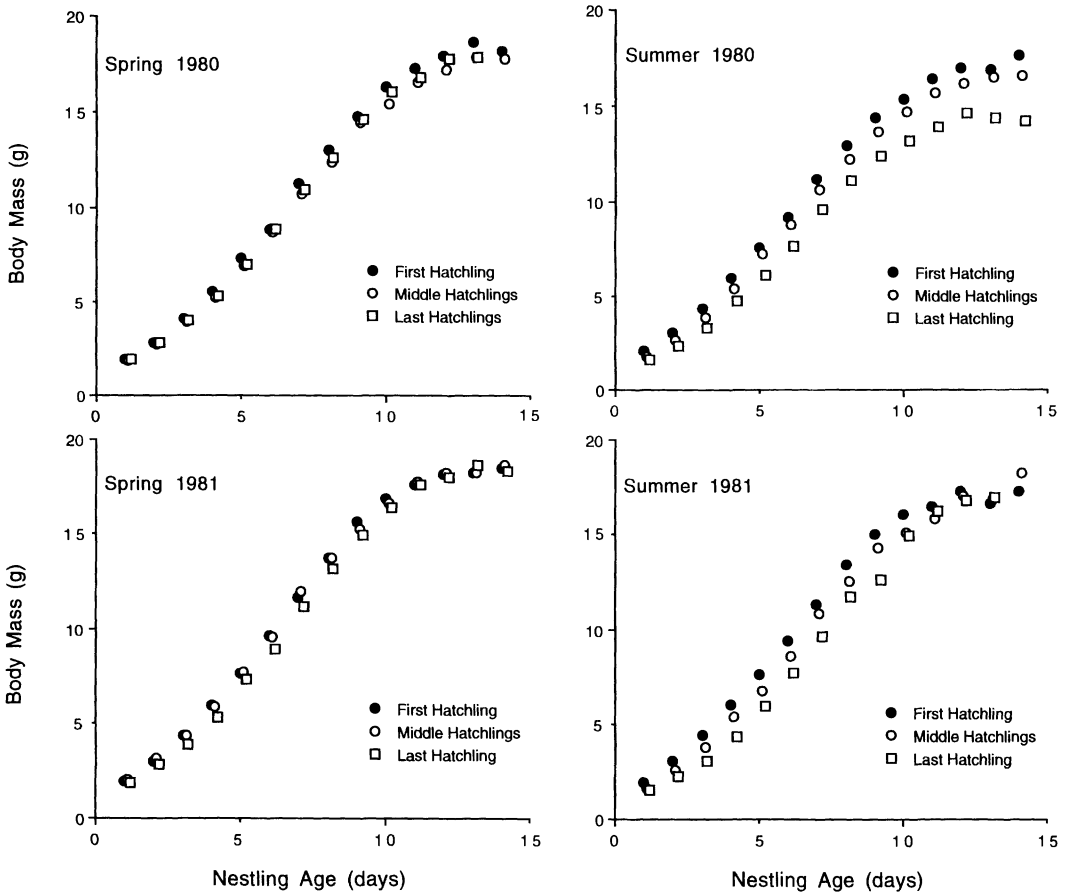 Spring 1980
Body Mass (g)
20
15
10
5
0
First Hatchling
Middle Hatchlings
Last Hatchlings
0 5 10 15
Summer 1980
20
15
10
5
0
First Hatchling
Middle Hatchlings
Last Hatchling
0 5 10 15
Spring 1981
Body Mass (g)
20
15
10
5
0
First Hatchling
Middle Hatchlings
Last Hatchling
0 5 10 15
Nestling Age (days)
Summer 1981
20
15
10
5
0
First Hatchling
Middle Hatchlings
Last Hatchling
0 5 10 15
Nestling Age (days)